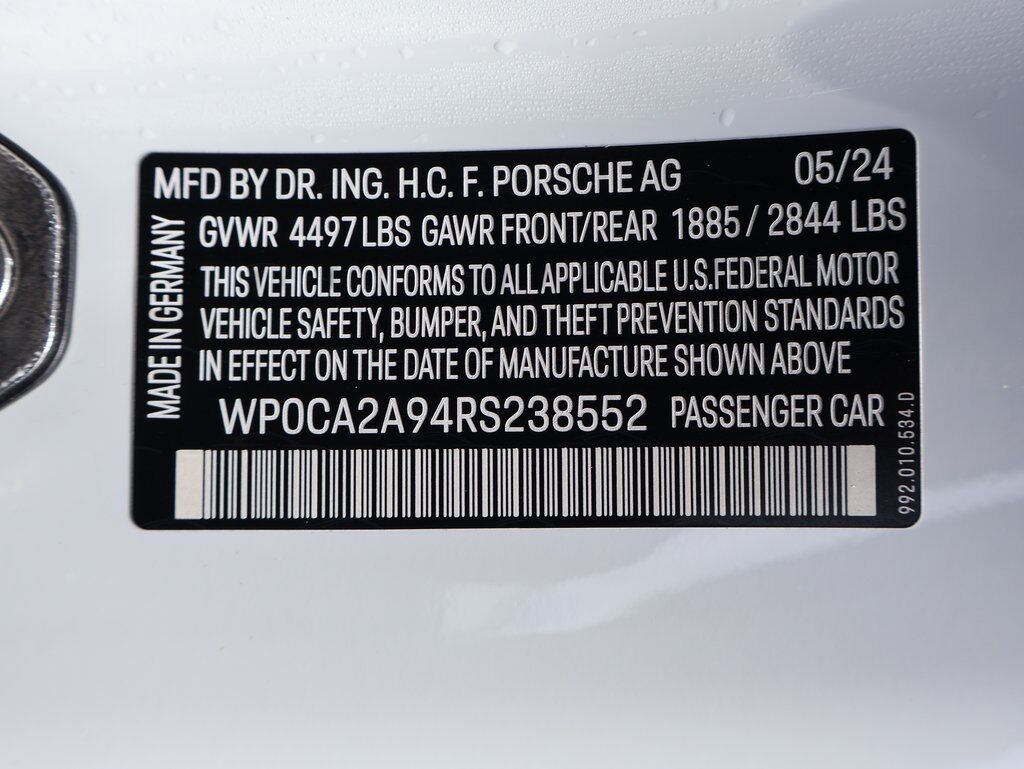 MFD BY DR. ING. H.C. F. PORSCHE AG 05/24
GVWR 4497 LBS GAWR FRONT/REAR 1885 / 2844 LBS
THIS VEHICLE CONFORMS TO ALL APPLICABLE U.S.FEDERAL MOTOR
VEHICLE SAFETY, BUMPER, AND THEFT PREVENTION STANDARDS
IN EFFECT ON THE DATE OF MANUFACTURE SHOWN ABOVE
WP0CA2A94RS238552 PASSENGER CAR
MADE IN GERMANY
992.010.534.D